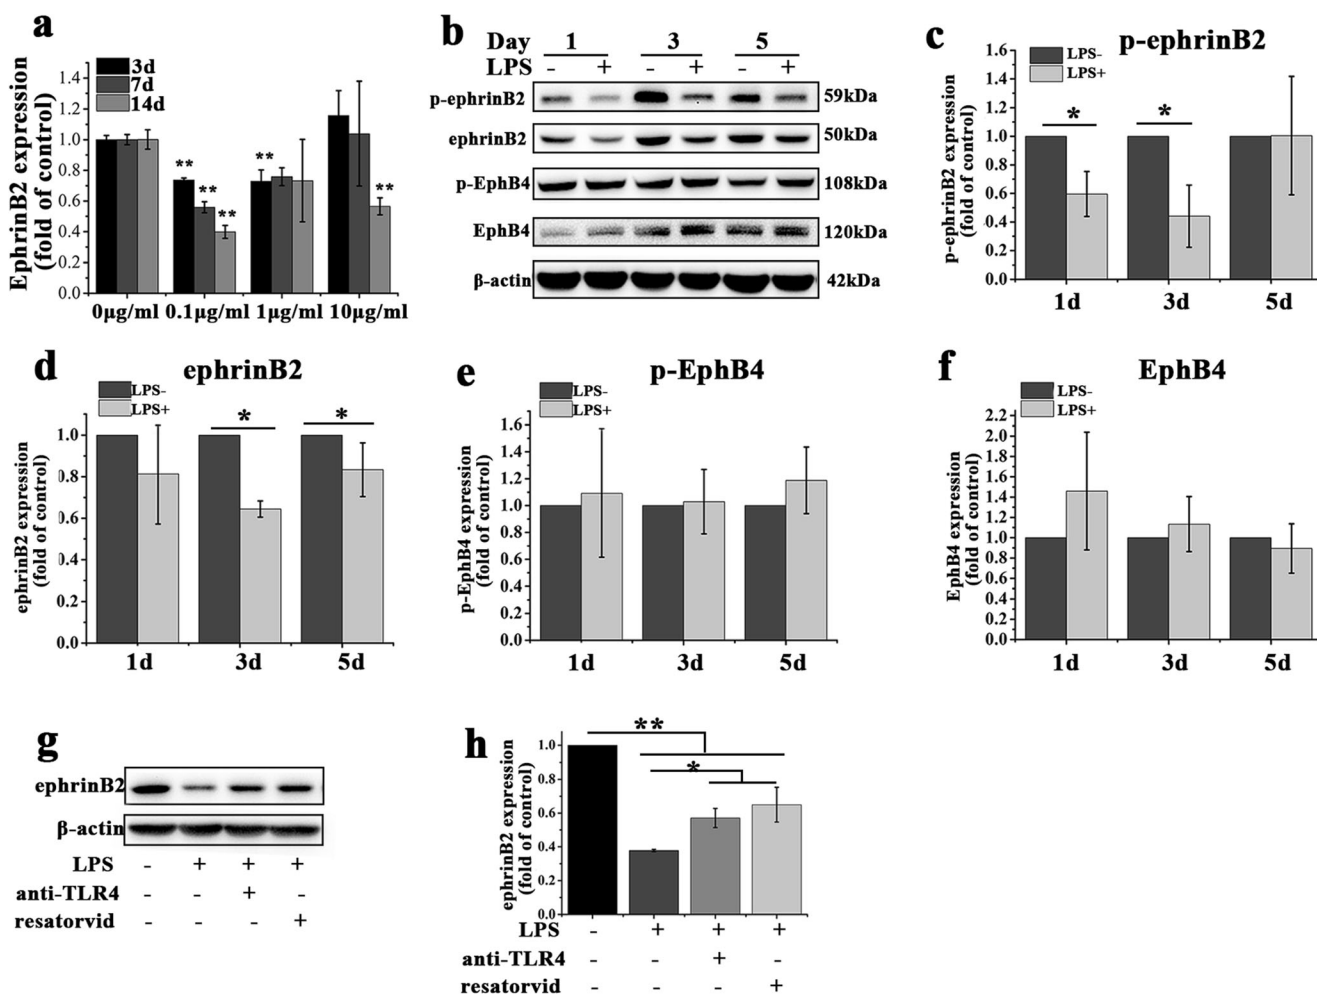 a
EphrinB2 expression
(fold of control)
3d
7d
14d
1.4
1.2
1.0
0.8
0.6
0.4
0.2
0.0
** ** ** ** **
0μg/ml 0.1μg/ml 1μg/ml 10μg/ml
b
Day 1 3 5
LPS - + - + - +
p-ephrinB2 59kDa
ephrinB2 50kDa
p-EphB4 108kDa
EphB4 120kDa
β-actin 42kDa
c
p-ephrinB2
LPS-
LPS+
p-ephrinB2 expression
(fold of control)
1.6
1.4
1.2
1.0
0.8
0.6
0.4
0.2
0.0
* *
1d 3d 5d
d
ephrinB2
LPS-
LPS+
ephrinB2 expression
(fold of control)
1.0
0.8
0.6
0.4
0.2
0.0
* *
1d 3d 5d
e
p-EphB4
LPS-
LPS+
p-EphB4 expression
(fold of control)
1.6
1.4
1.2
1.0
0.8
0.6
0.4
0.2
0.0
1d 3d 5d
f
EphB4
LPS-
LPS+
EphB4 expression
(fold of control)
2.2
2.0
1.8
1.6
1.4
1.2
1.0
0.8
0.6
0.4
0.2
0.0
1d 3d 5d
g
ephrinB2
β-actin
LPS - + + +
anti-TLR4 - - + -
resatorvid - - - +
h
ephrinB2 expression
(fold of control)
1.0
0.8
0.6
0.4
0.2
0.0
**
*
LPS - + + +
anti-TLR4 - - + -
resatorvid - - - +